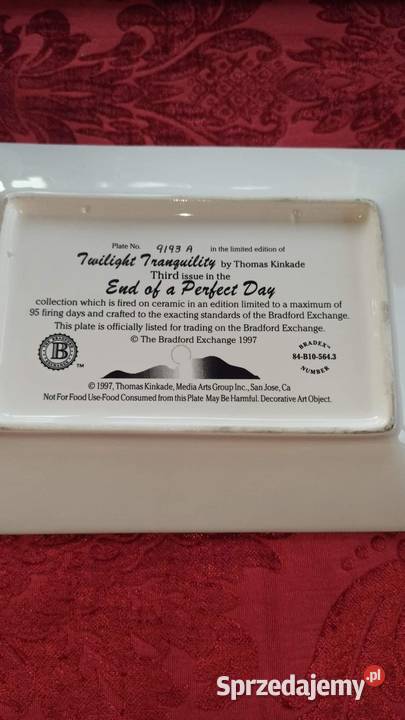 Plate No. 9193 A in the limited edition of
Twilight Tranquility by Thomas Kinkade
Third issue in the
End of a Perfect Day
collection which is fired on ceramic in an edition limited to a maximum of
95 firing days and crafted to the exacting standards of the Bradford Exchange.
This plate is officially listed for trading on the Bradford Exchange.
© The Bradford Exchange 1997
B
TM
BRADEX™
84-B10-564.3
NUMBER
© 1997, Thomas Kinkade, Media Arts Group Inc., San Jose, Ca
Not For Food Use-Food Consumed from this Plate May Be Harmful. Decorative Art Object.
Sprzedajemy.pl